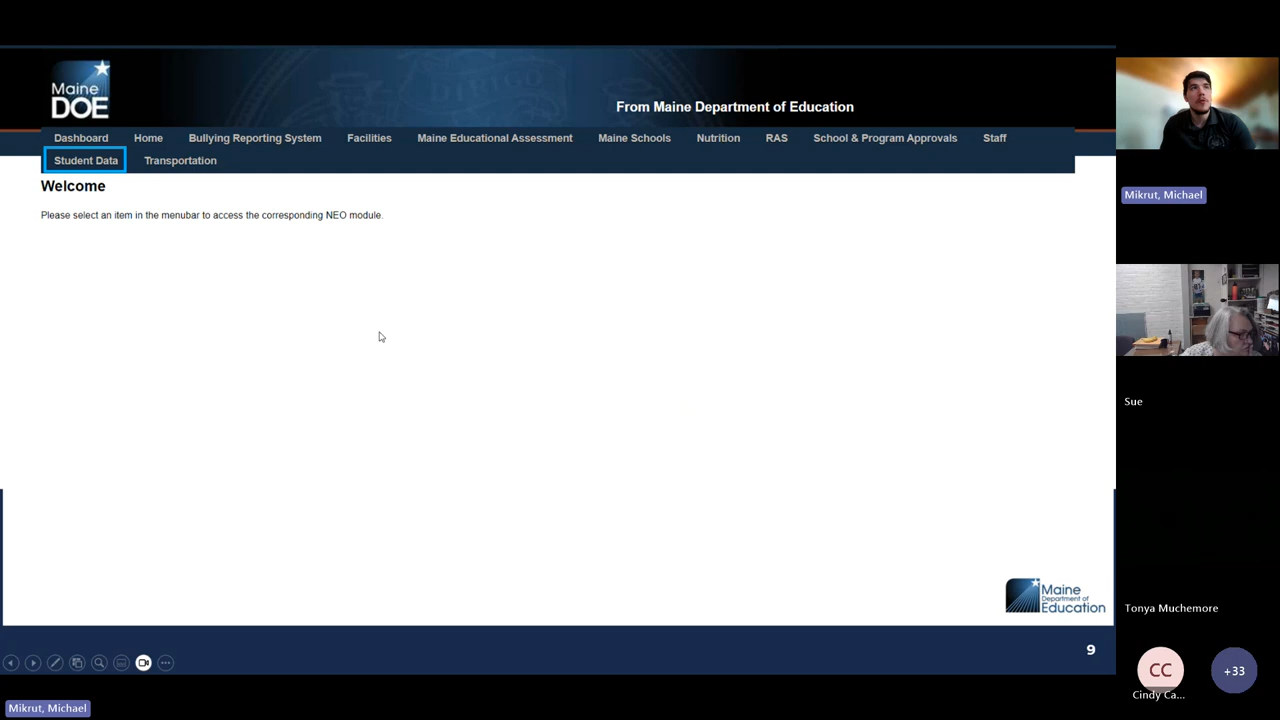 Maine
DOE
From Maine Department of Education
Dashboard Home Bullying Reporting System Facilities Maine Educational Assessment Maine Schools Nutrition RAS School & Program Approvals Staff
Student Data Transportation
Welcome
Please select an item in the menubar to access the corresponding NEO module.
Maine
Department of
Education
9
Mikrut, Michael
Mikrut, Michael
Sue
Tonya Muchemore
CC
Cindy Ca...
+33